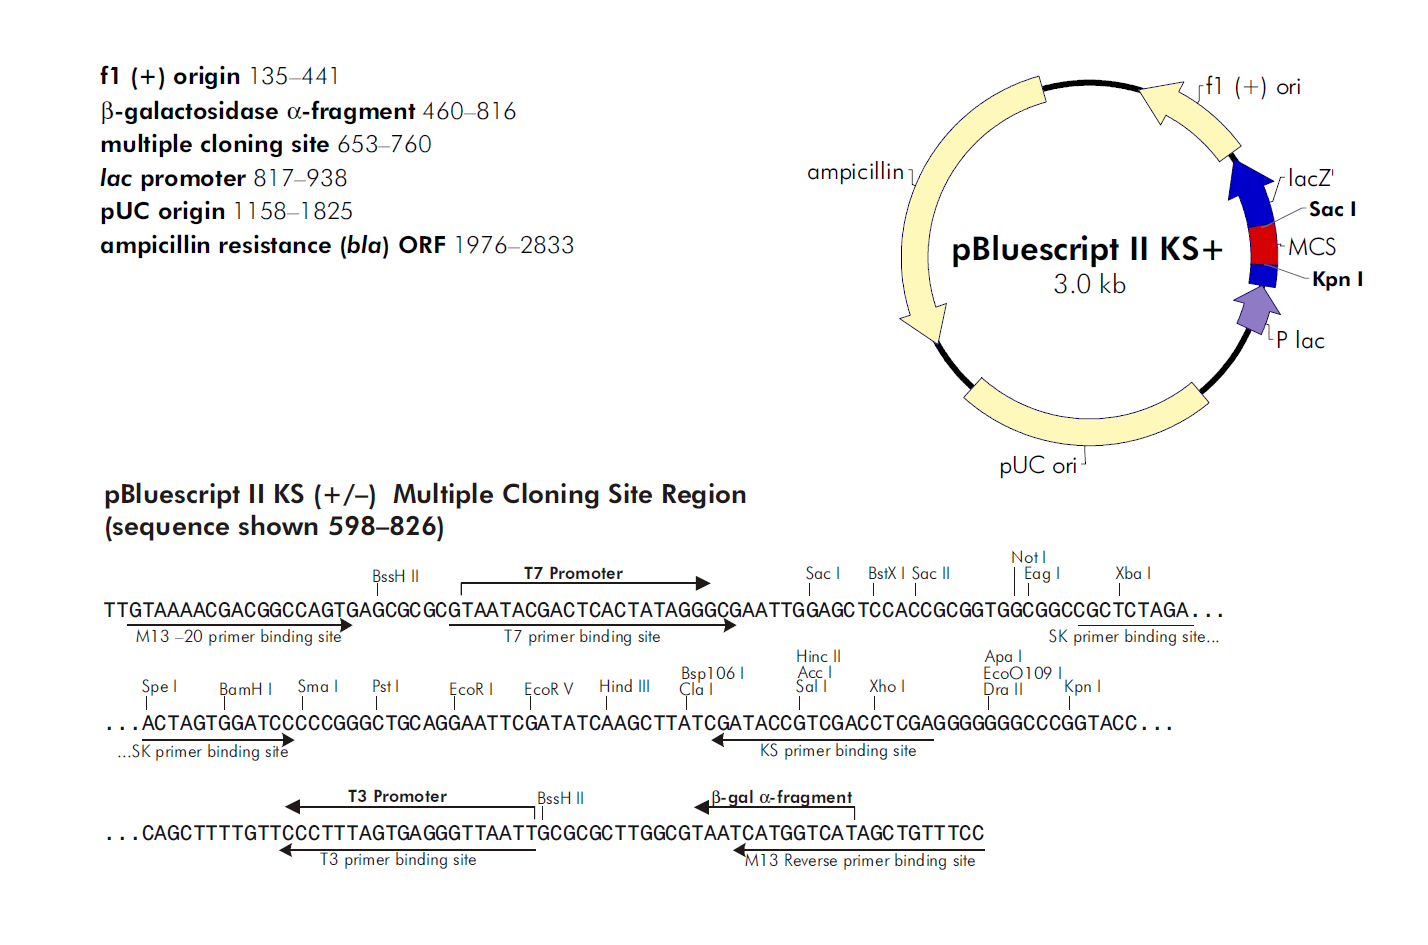 f1 (+) origin 135–441
β-galactosidase α-fragment 460–816
multiple cloning site 653–760
lac promoter 817–938
pUC origin 1158–1825
ampicillin resistance (bla) ORF 1976–2833
f1 (+) ori
ampicillin
lacZ'
Sac I
pBluescript II KS+
MCS
3.0 kb
Kpn I
P lac
pUC ori
pBluescript II KS (+/–) Multiple Cloning Site Region
(sequence shown 598–826)
Not I
BssH II T7 Promoter Sac I BstX I Sac II Eag I Xba I
TTGTAAAACGACGGCCAGTGAGCGCGCGTAATACGACTCACTATAGGGCGAATTGGAGCTCCACCGCGGTGGCGGCCGCTCTAGA...
M13 –20 primer binding site T7 primer binding site SK primer binding site...
Hinc II Apa I
Bsp106 I Acc I EcoO109 I
Spe I BamH I Sma I Pst I EcoR I EcoR V Hind III Cla I Sal I Xho I Dra II Kpn I
...ACTAGTGGATCCCCCGGGCTGCAGGAATTCGATATCAAGCTTATCGATACCGTCGACCTCGAGGGGGGGCCCGGTACC...
...SK primer binding site KS primer binding site
T3 Promoter BssH II β-gal α-fragment
...CAGCTTTTGTTCCCTTTAGTGAGGGTTAATTGCGCGCTTGGCGTAATCATGGTCATAGCTGTTTCC
T3 primer binding site M13 Reverse primer binding site